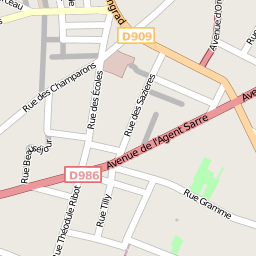 D909
Rue des Champarons
Rue des Écoles
Rue des Sazières
Avenue de l'Agent Sarre
D986
Rue Théodule Ribot
Rue Tilly
Rue Gramme